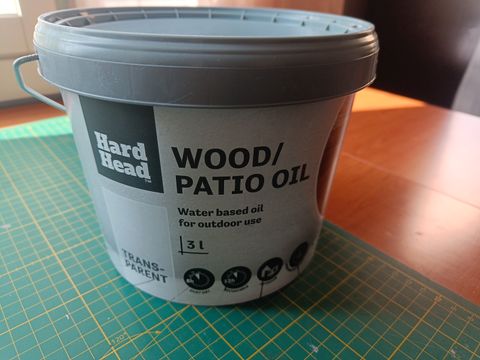 Hard
Head
WOOD/
PATIO OIL
Water based oil
for outdoor use
3 l
TRANS-
PARENT